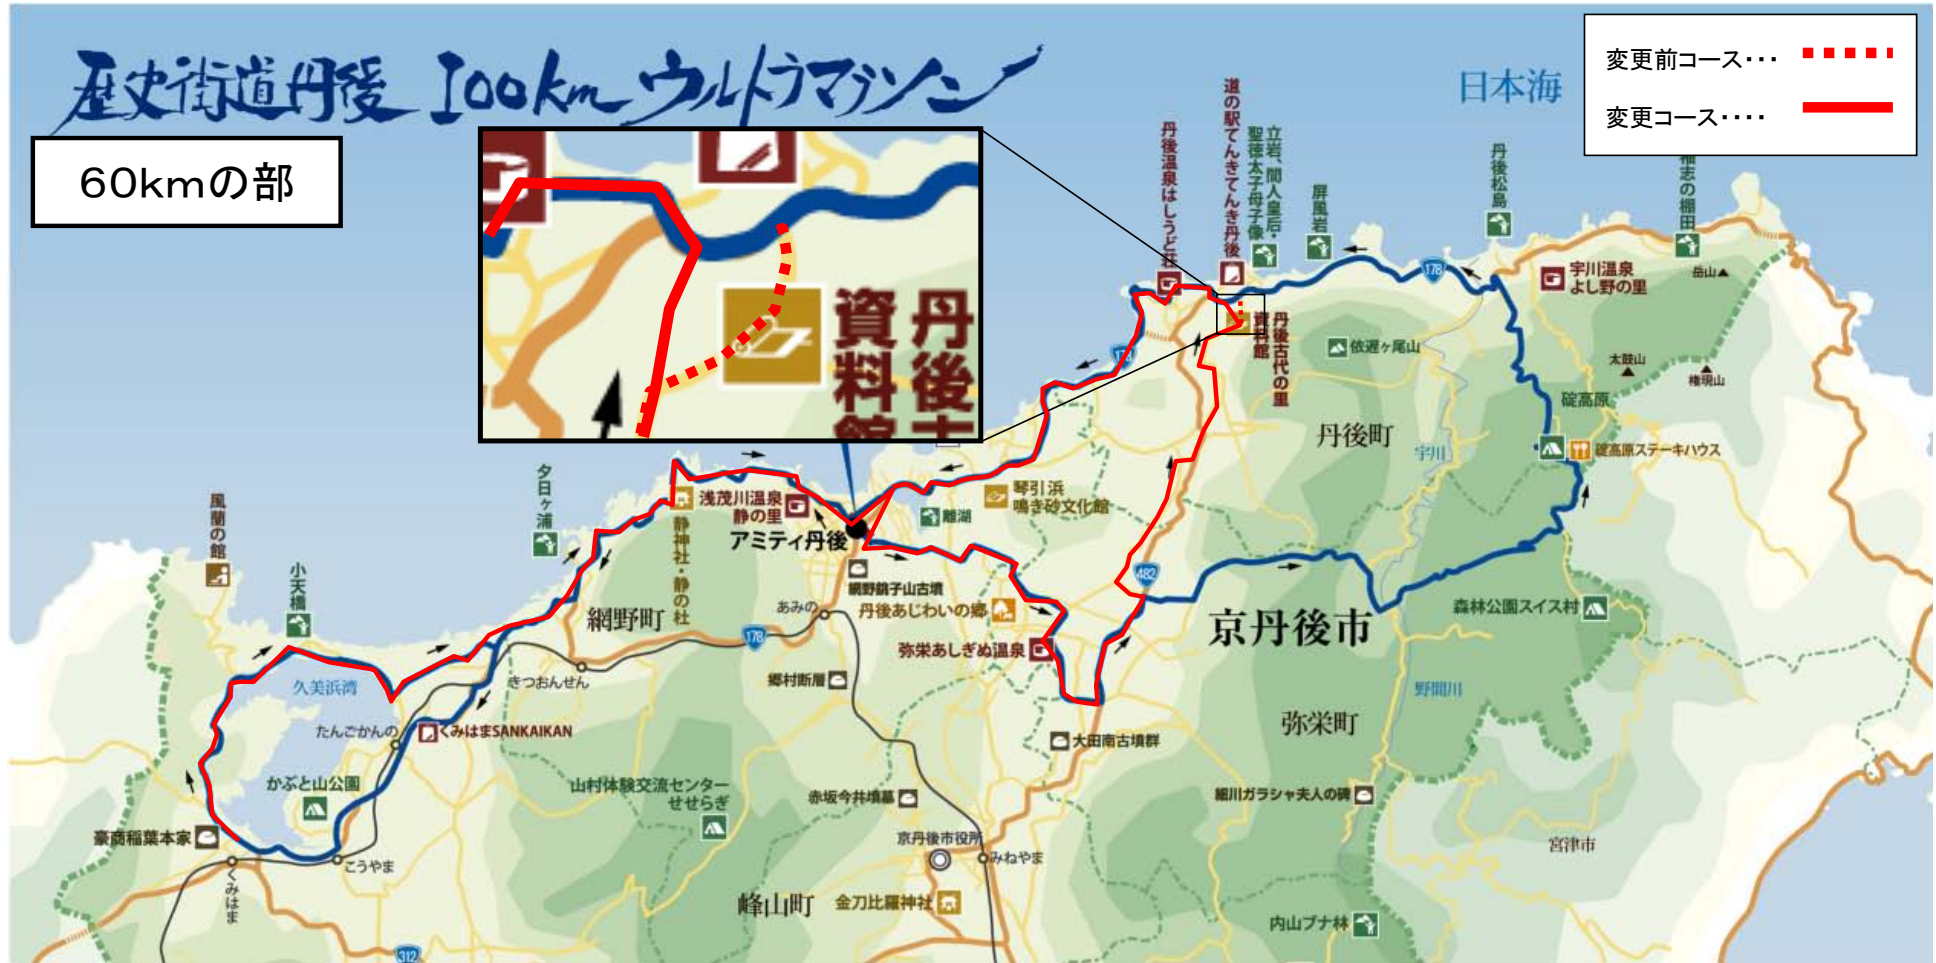 歴史街道丹後 100km ウルトラマラソン
60kmの部
変更前コース･･･
変更コース････
日本海
資料館
丹後古
道の駅てんきてんき丹後
丹後温泉はしうど荘
立岩、間人皇后・
聖徳太子母子像
屏風岩
丹後松島
袖志の棚田
宇川温泉
よし野の里
岳山
178
丹後古代の里
資料館
依遅ヶ尾山
太鼓山
権現山
178
碇高原
碇高原ステーキハウス
丹後町
宇川
夕日ヶ浦
風蘭の館
小天橋
浅茂川温泉
静の里
静神社・静の杜
アミティ丹後
離湖
琴引浜
鳴き砂文化館
網野銚子山古墳
丹後あじわいの郷
弥栄あしぎぬ温泉
482
京丹後市
森林公園スイス村
網野町
あみの
178
きつおんせん
郷村断層
久美浜湾
たんごかんの
くみはまSANKAIKAN
かぶと山公園
豪商稲葉本家
こうやま
くみはま
山村体験交流センター
せせらぎ
赤坂今井墳墓
大田南古墳群
弥栄町
野間川
細川ガラシャ夫人の碑
京丹後市役所
みねやま
峰山町
金刀比羅神社
宮津市
内山ブナ林
312